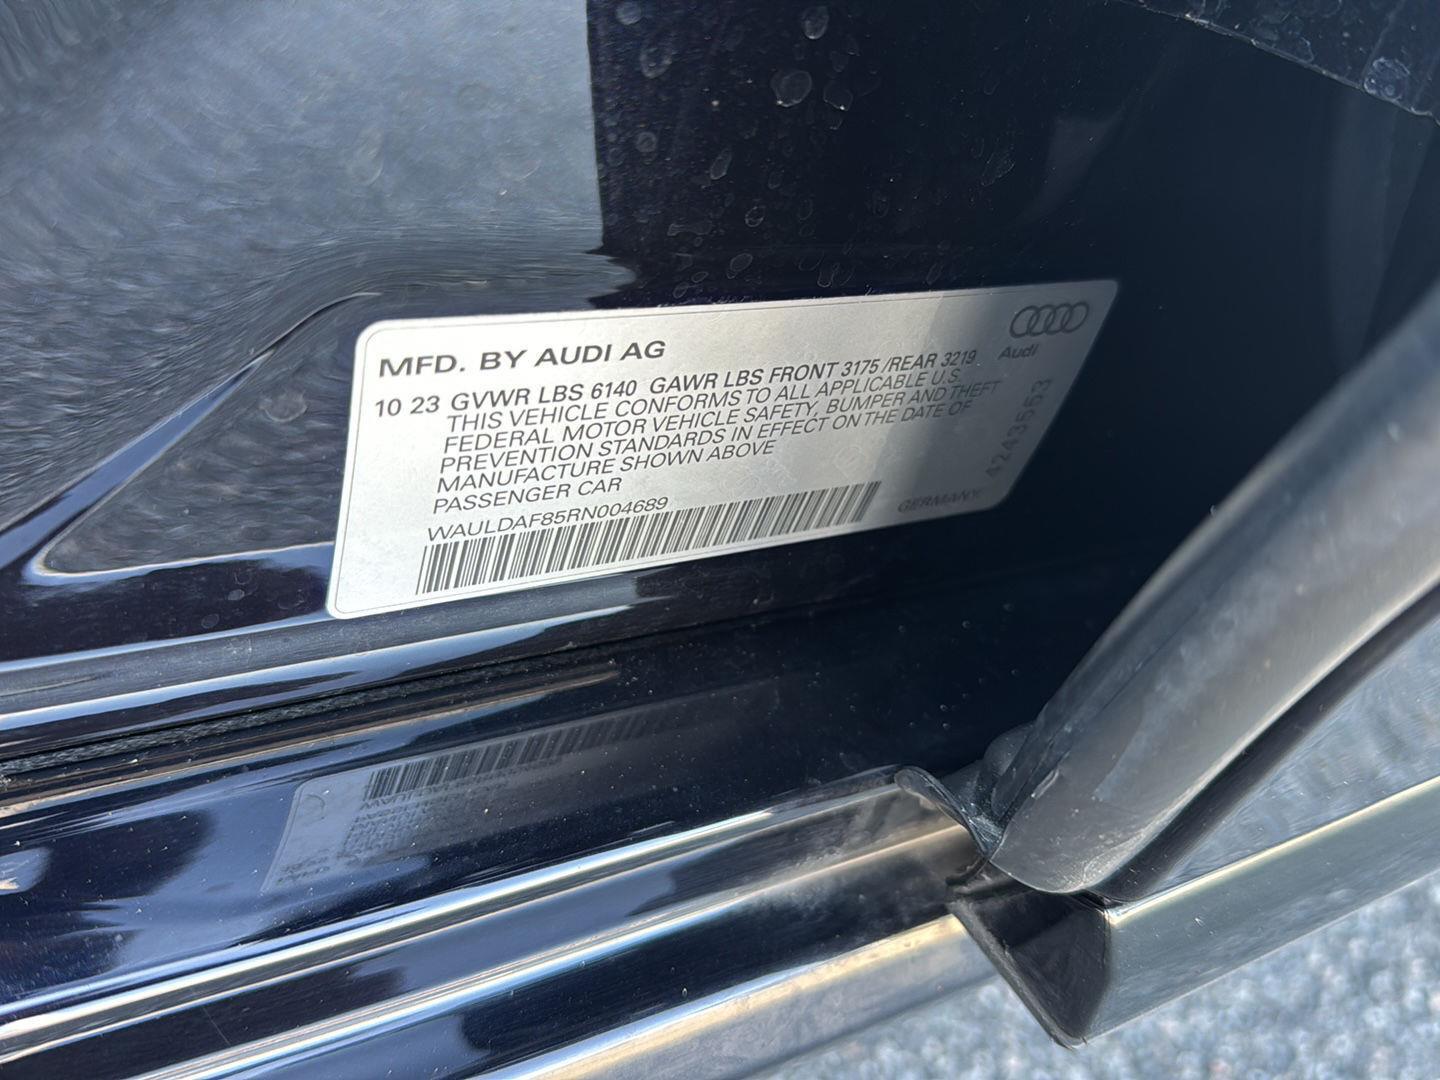 MFD. BY AUDI AG
Audi
10 23 GVWR LBS 6140 GAWR LBS FRONT 3175 /REAR 3219
THIS VEHICLE CONFORMS TO ALL APPLICABLE U.S.
FEDERAL MOTOR VEHICLE SAFETY, BUMPER AND THEFT
PREVENTION STANDARDS IN EFFECT ON THE DATE OF
MANUFACTURE SHOWN ABOVE
PASSENGER CAR
WAULDAF85RN004689
GERMANY
4243553